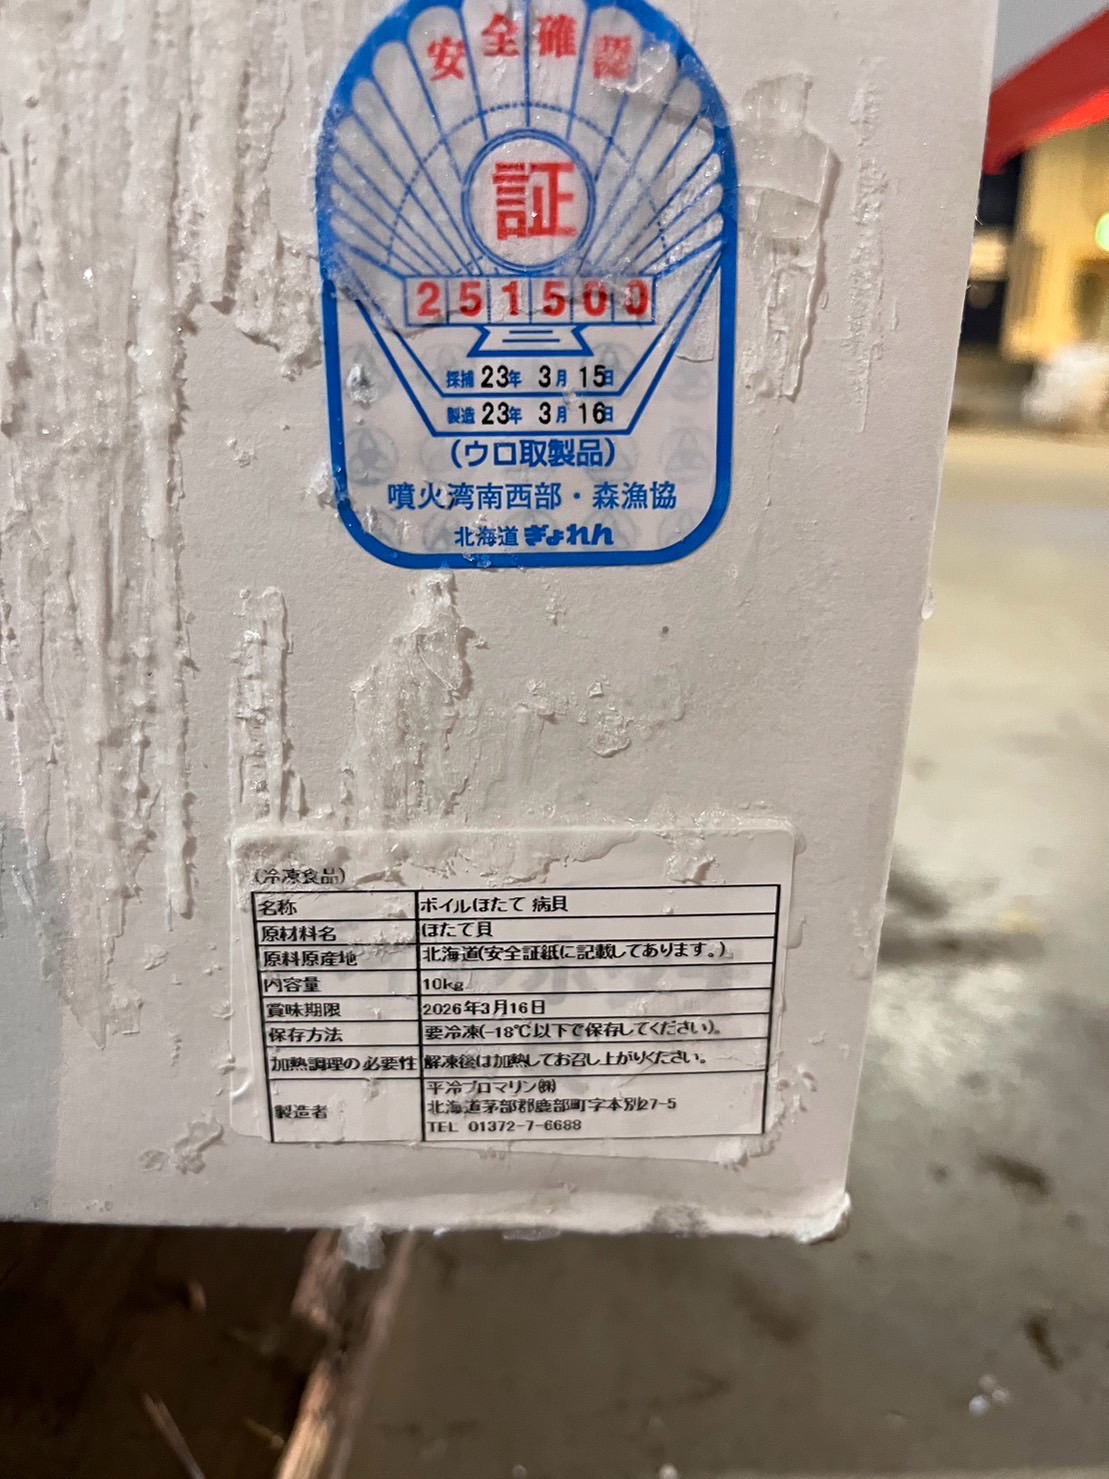 安全確認
証
251500
採捕 23年 3月 15日
製造 23年 3月 16日
(ウロ取製品)
噴火湾南西部・森漁協
北海道 ぎょれん
(冷凍食品)
名称 ボイルほたて 病貝
原材料名 ほたて貝
原料原産地 北海道(安全証紙に記載してあります。)
内容量 10kg
賞味期限 2026年3月16日
保存方法 要冷凍(-18℃以下で保存してください)。
加熱調理の必要性 解凍後は加熱してお召し上がりください。
製造者 平冷プロマリン㈱
北海道茅部郡鹿部町字本別27-5
TEL 01372-7-6688